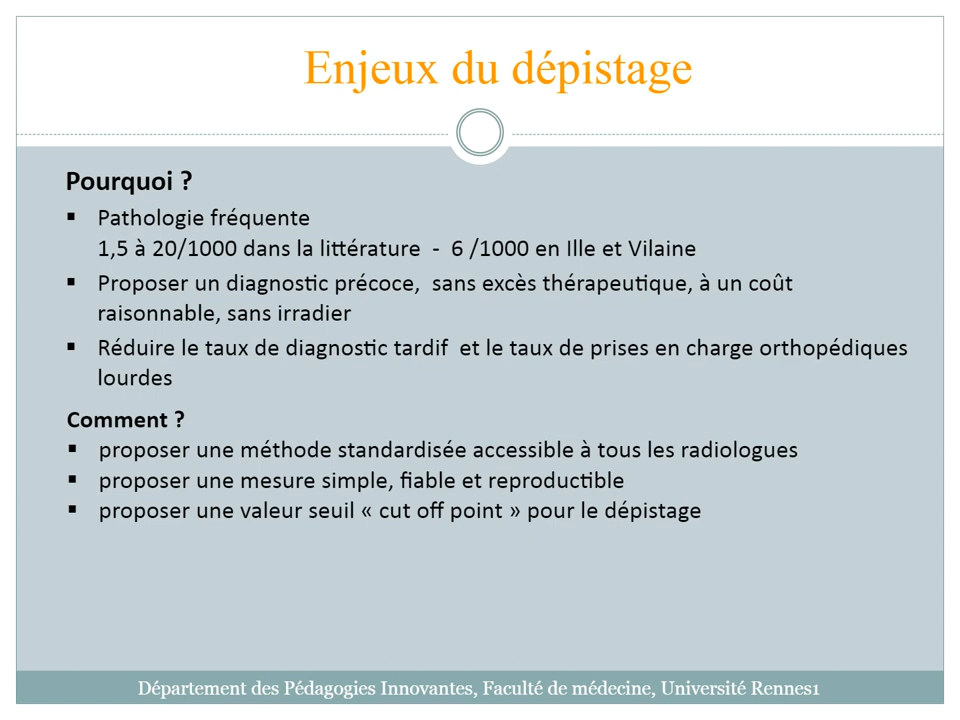 Enjeux du dépistage
Pourquoi ?
▪ Pathologie fréquente
1,5 à 20/1000 dans la littérature - 6 /1000 en Ille et Vilaine
▪ Proposer un diagnostic précoce, sans excès thérapeutique, à un coût
raisonnable, sans irradier
▪ Réduire le taux de diagnostic tardif et le taux de prises en charge orthopédiques
lourdes
Comment ?
▪ proposer une méthode standardisée accessible à tous les radiologues
▪ proposer une mesure simple, fiable et reproductible
▪ proposer une valeur seuil « cut off point » pour le dépistage
Département des Pédagogies Innovantes, Faculté de médecine, Université Rennes1